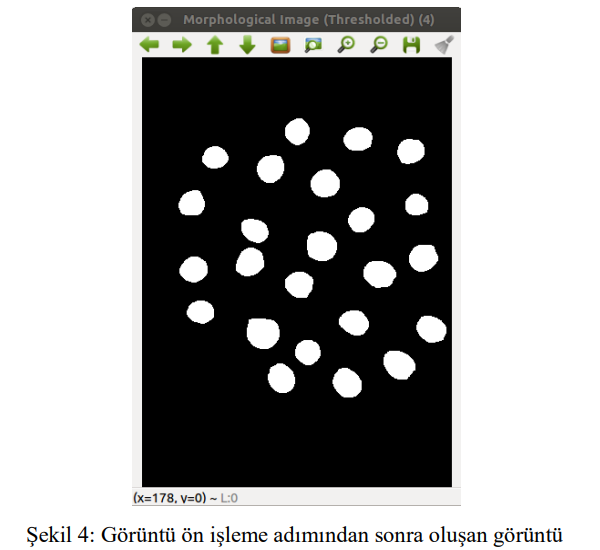 Morphological Image (Thresholded) (4)
(x=178, y=0) ~ L:0
Şekil 4: Görüntü ön işleme adımından sonra oluşan görüntü